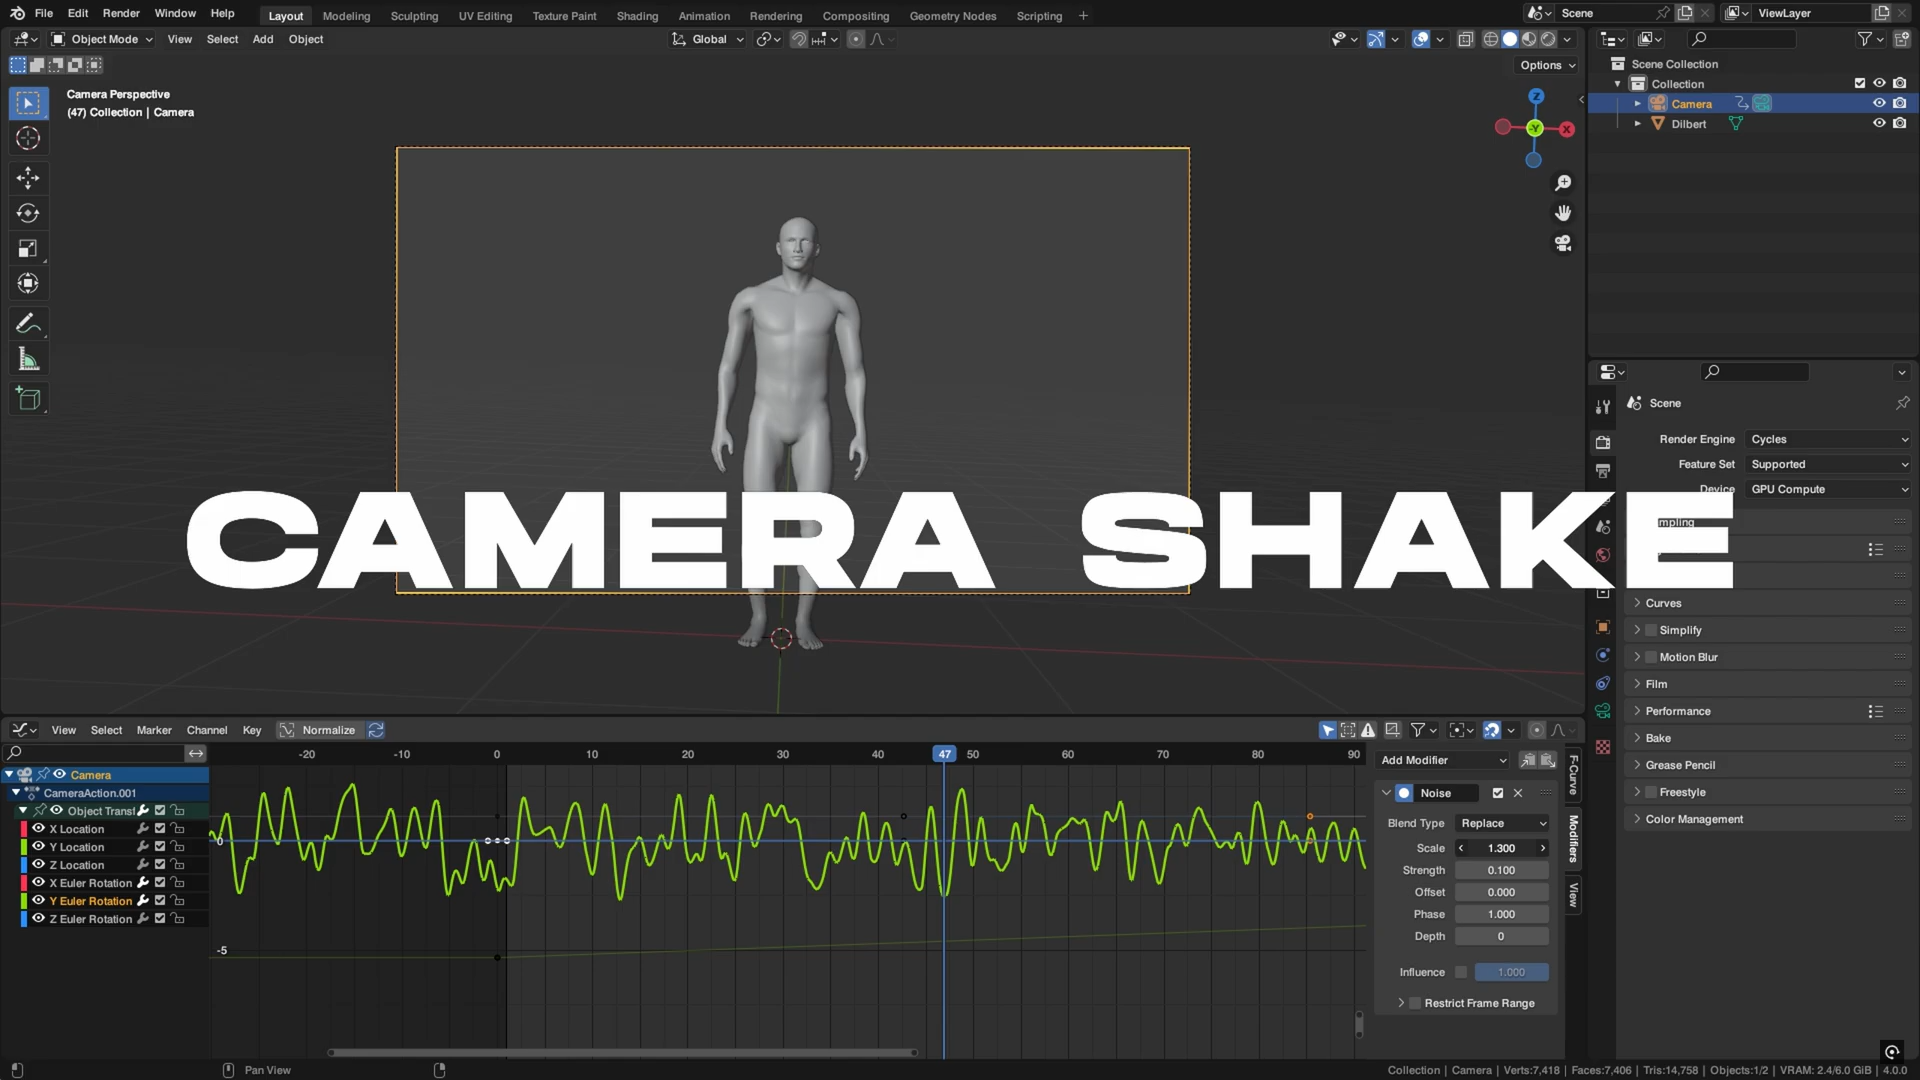 File Edit Render Window Help
Layout Modeling Sculpting UV Editing Texture Paint Shading Animation Rendering Compositing Geometry Nodes Scripting +
Scene
ViewLayer
Object Mode View Select Add Object
Global
Options
Camera Perspective
(47) Collection | Camera
Z
X
-Y
Scene Collection
Collection
Camera
Dilbert
Scene
Render Engine Cycles
Feature Set Supported
Device GPU Compute
mpling
CAMERA SHAKE
Curves
Simplify
Motion Blur
Film
Performance
Bake
Grease Pencil
Freestyle
Color Management
View Select Marker Channel Key Normalize
-20 -10 0 10 20 30 40 47 50 60 70 80 90
Camera
CameraAction.001
Object Transf
X Location
Y Location
Z Location
X Euler Rotation
Y Euler Rotation
Z Euler Rotation
0
-5
Add Modifier
Noise
Blend Type Replace
Scale 1.300
Strength 0.100
Offset 0.000
Phase 1.000
Depth 0
Influence 1.000
Restrict Frame Range
F-Curve
Modifiers
View
Pan View
Collection | Camera | Verts:7,418 | Faces:7,406 | Tris:14,758 | Objects:1/2 | VRAM: 2.4/6.0 GiB | 4.0.0